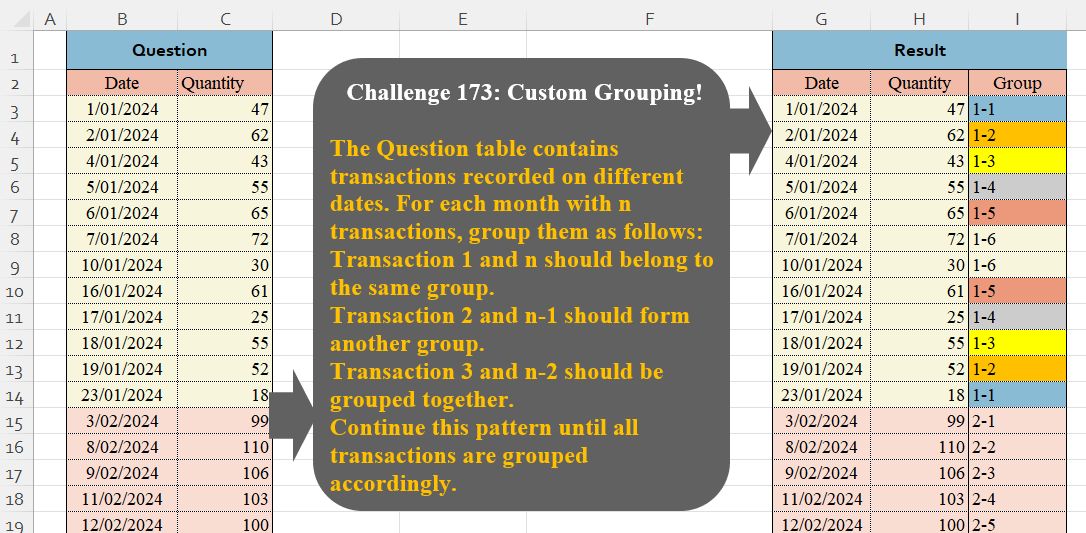 A B C D E F G H I
1 Question Result
2 Date Quantity Date Quantity Group
3 1/01/2024 47 1/01/2024 47 1-1
4 2/01/2024 62 2/01/2024 62 1-2
5 4/01/2024 43 4/01/2024 43 1-3
6 5/01/2024 55 5/01/2024 55 1-4
7 6/01/2024 65 6/01/2024 65 1-5
8 7/01/2024 72 7/01/2024 72 1-6
9 10/01/2024 30 10/01/2024 30 1-6
10 16/01/2024 61 16/01/2024 61 1-5
11 17/01/2024 25 17/01/2024 25 1-4
12 18/01/2024 55 18/01/2024 55 1-3
13 19/01/2024 52 19/01/2024 52 1-2
14 23/01/2024 18 23/01/2024 18 1-1
15 3/02/2024 99 3/02/2024 99 2-1
16 8/02/2024 110 8/02/2024 110 2-2
17 9/02/2024 106 9/02/2024 106 2-3
18 11/02/2024 103 11/02/2024 103 2-4
19 12/02/2024 100 12/02/2024 100 2-5
Challenge 173: Custom Grouping!
The Question table contains
transactions recorded on different
dates. For each month with n
transactions, group them as follows:
Transaction 1 and n should belong to
the same group.
Transaction 2 and n-1 should form
another group.
Transaction 3 and n-2 should be
grouped together.
Continue this pattern until all
transactions are grouped
accordingly.